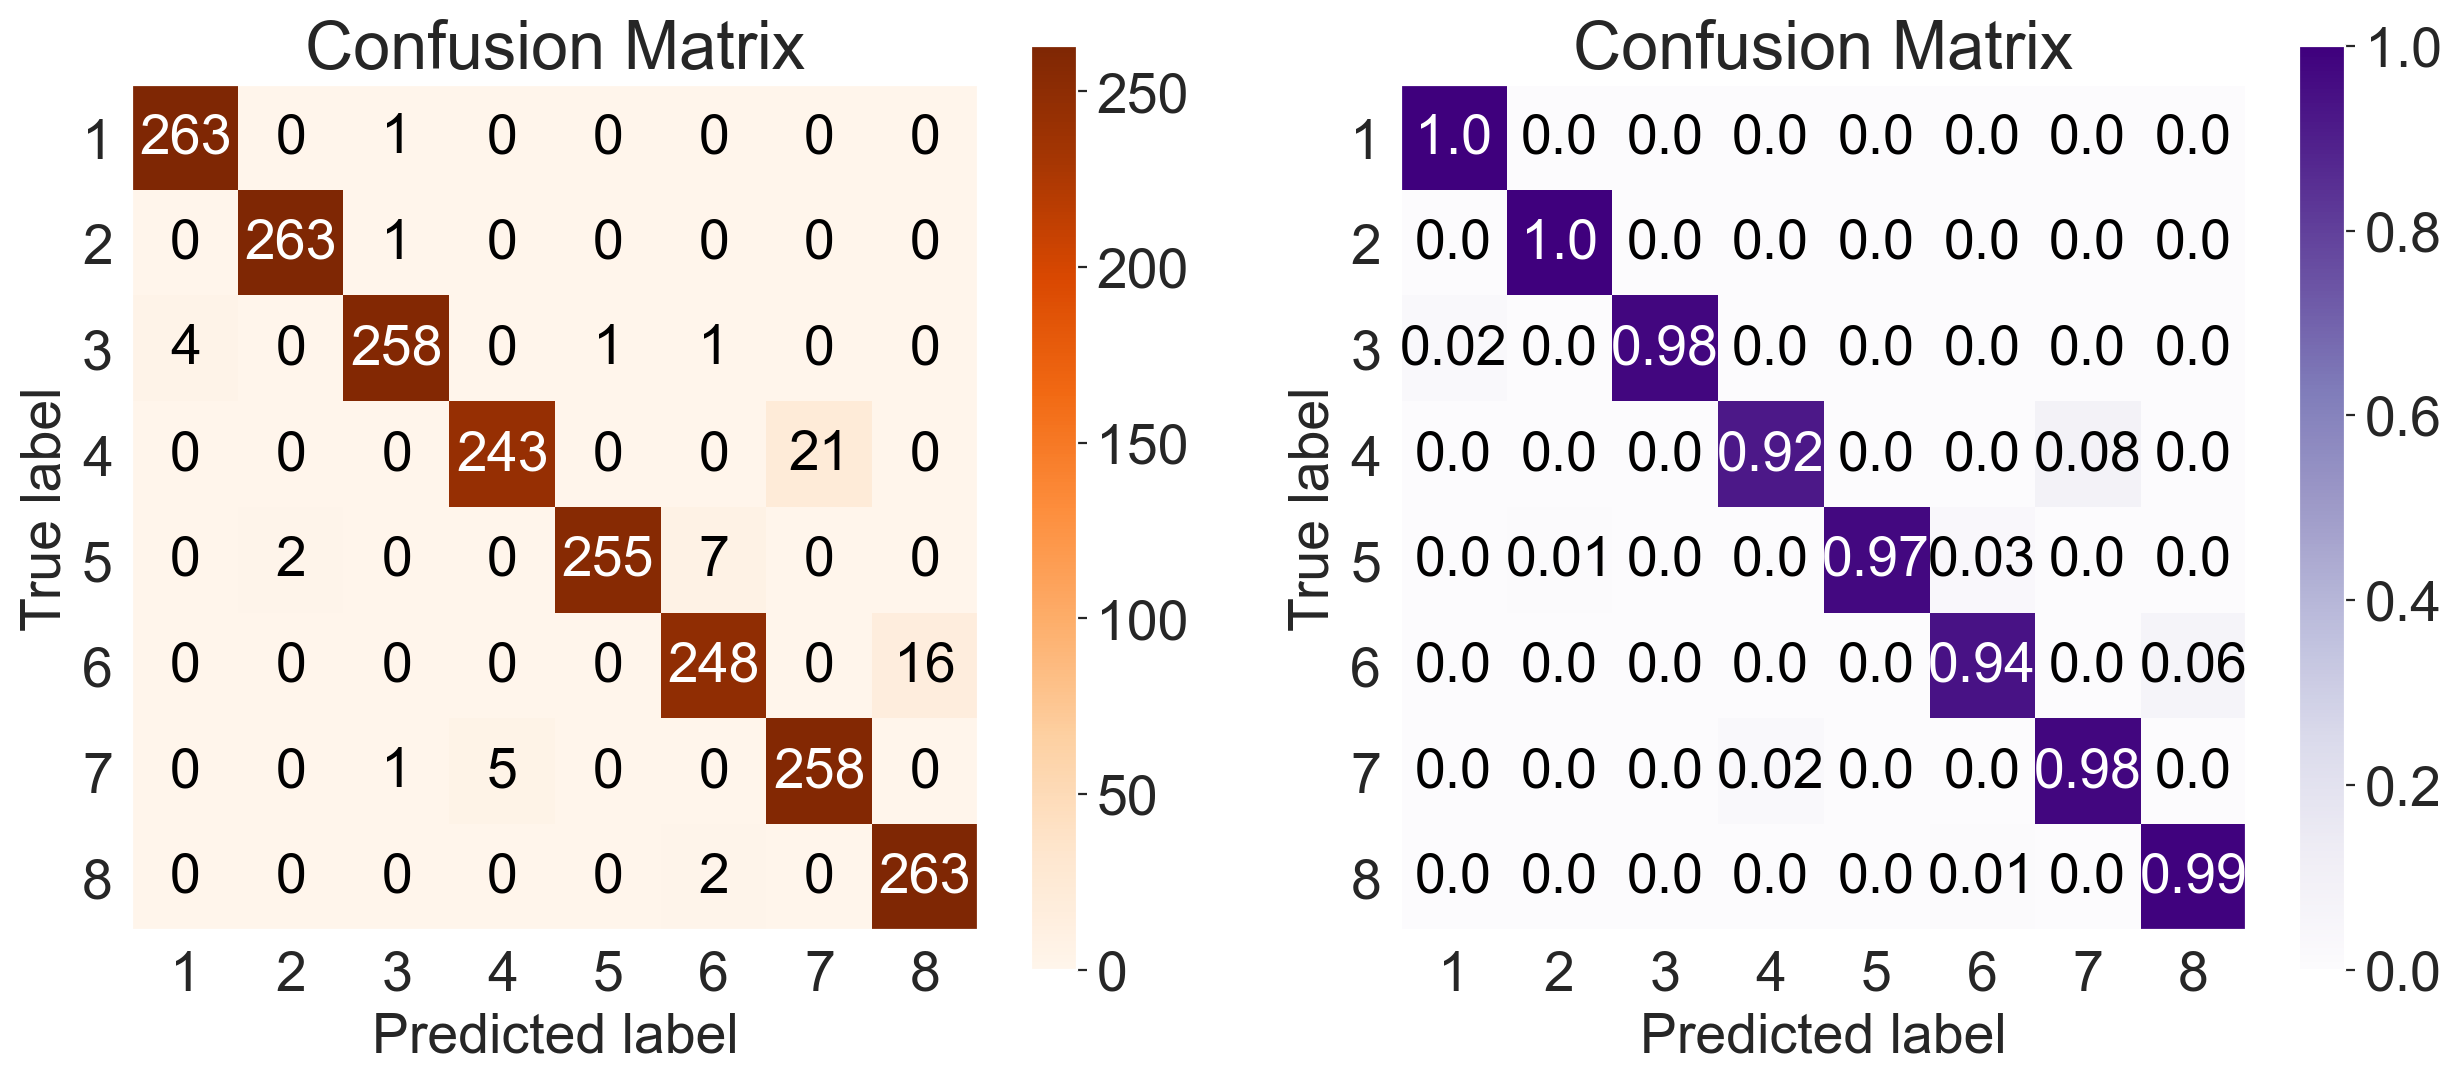 Confusion Matrix
1 263 0 1 0 0 0 0 0
2 0 263 1 0 0 0 0 0
3 4 0 258 0 1 1 0 0
4 0 0 0 243 0 0 21 0
5 0 2 0 0 255 7 0 0
6 0 0 0 0 0 248 0 16
7 0 0 1 5 0 0 258 0
8 0 0 0 0 0 2 0 263
1 2 3 4 5 6 7 8
Predicted label
True label
250
200
150
100
50
0
Confusion Matrix
1 1.0 0.0 0.0 0.0 0.0 0.0 0.0 0.0
2 0.0 1.0 0.0 0.0 0.0 0.0 0.0 0.0
3 0.02 0.0 0.98 0.0 0.0 0.0 0.0 0.0
4 0.0 0.0 0.0 0.92 0.0 0.0 0.08 0.0
5 0.0 0.01 0.0 0.0 0.97 0.03 0.0 0.0
6 0.0 0.0 0.0 0.0 0.0 0.94 0.0 0.06
7 0.0 0.0 0.0 0.02 0.0 0.0 0.98 0.0
8 0.0 0.0 0.0 0.0 0.0 0.01 0.0 0.99
1 2 3 4 5 6 7 8
Predicted label
True label
1.0
0.8
0.6
0.4
0.2
0.0